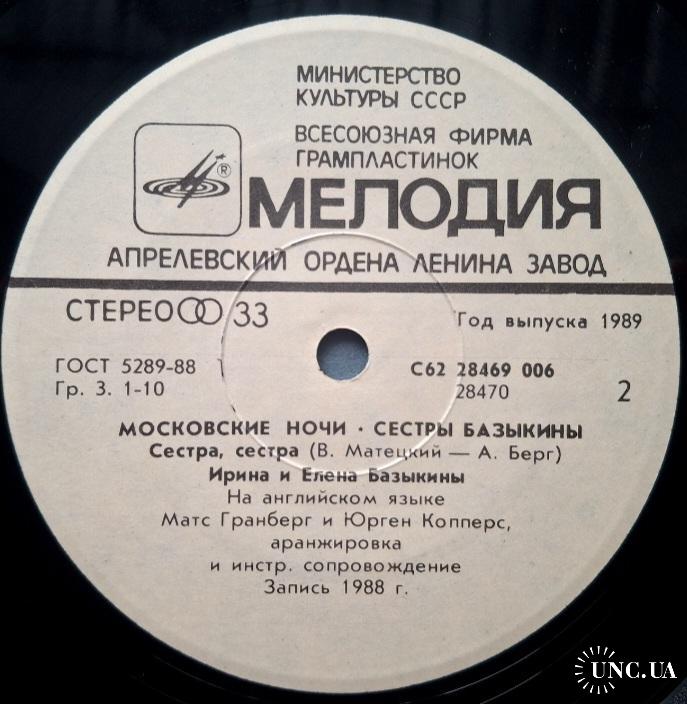 МИНИСТЕРСТВО
КУЛЬТУРЫ СССР
ВСЕСОЮЗНАЯ ФИРМА
ГРАМПЛАСТИНОК
®
МЕЛОДИЯ
АПРЕЛЕВСКИЙ ОРДЕНА ЛЕНИНА ЗАВОД
СТЕРЕО 33
Год выпуска 1989
ГОСТ 5289-88
С62 28469 006
Гр. 3. 1-10
28470
2
МОСКОВСКИЕ НОЧИ · СЕСТРЫ БАЗЫКИНЫ
Сестра, сестра (В. Матецкий — А. Берг)
Ирина и Елена Базыкины
На английском языке
Матс Гранберг и Юрген Копперс,
аранжировка
и инстр. сопровождение
Запись 1988 г.
UNC.UA